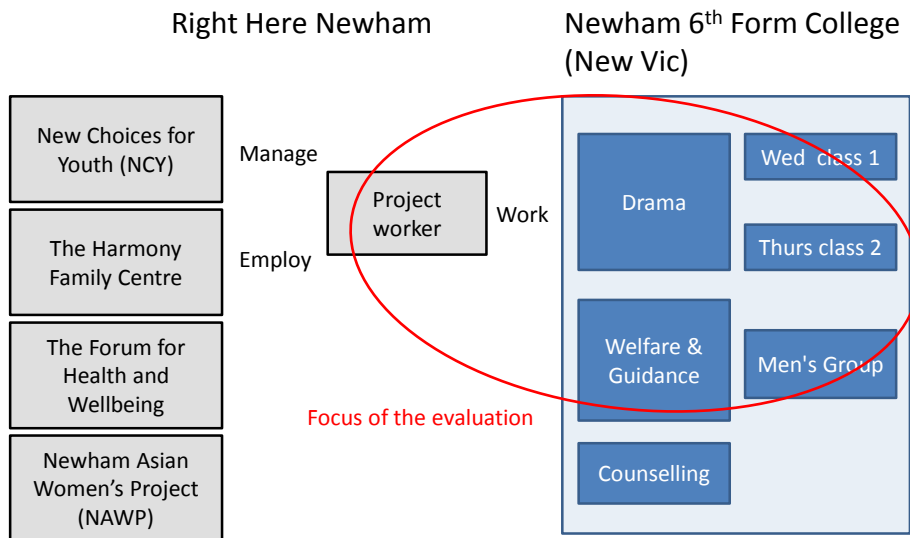 Right Here Newham
Newham 6th Form College
(New Vic)
New Choices for
Youth (NCY)
The Harmony
Family Centre
The Forum for
Health and
Wellbeing
Newham Asian
Women's Project
(NAWP)
Manage
Employ
Project
worker
Work
Drama
Wed class 1
Thurs class 2
Welfare &
Guidance
Men's Group
Counselling
Focus of the evaluation